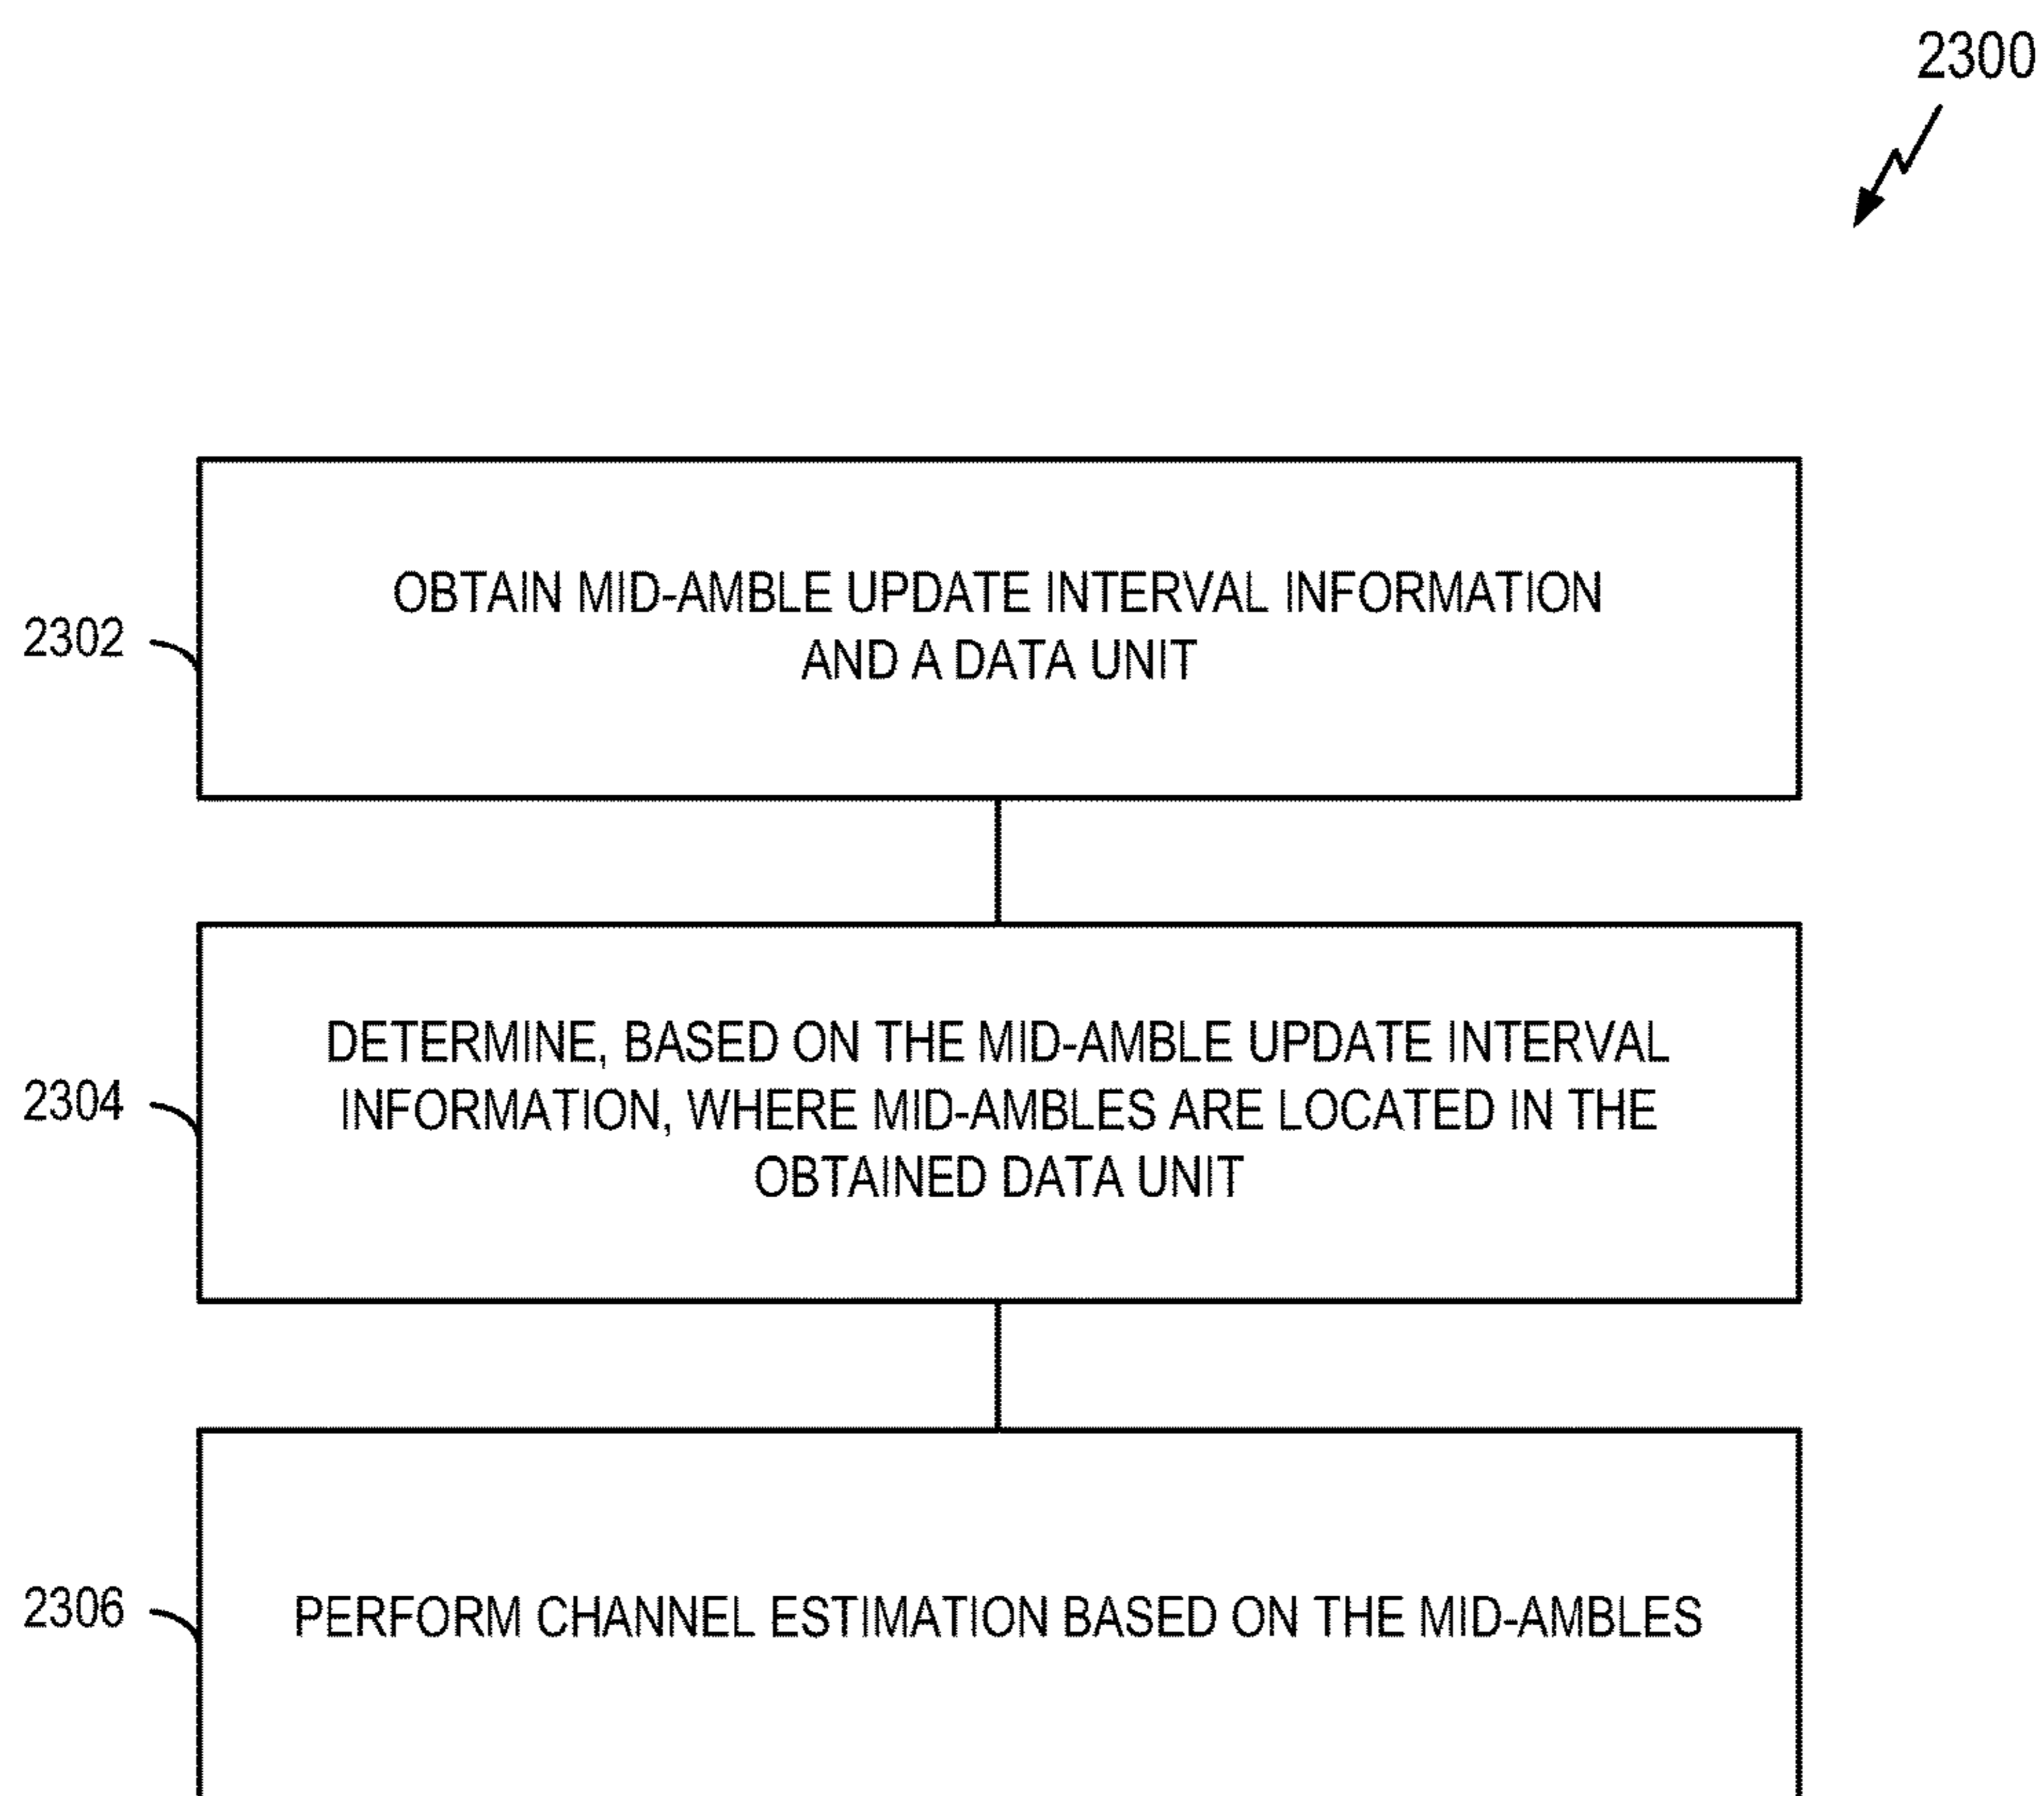 2300
OBTAIN MID-AMBLE UPDATE INTERVAL INFORMATION
AND A DATA UNIT
2302
DETERMINE, BASED ON THE MID-AMBLE UPDATE INTERVAL
INFORMATION, WHERE MID-AMBLES ARE LOCATED IN THE
OBTAINED DATA UNIT
2304
PERFORM CHANNEL ESTIMATION BASED ON THE MID-AMBLES
2306